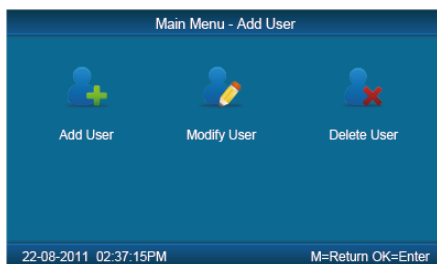 Main Menu - Add User
Add User Modify User Delete User
22-08-2011 02:37:15PM M=Return OK=Enter